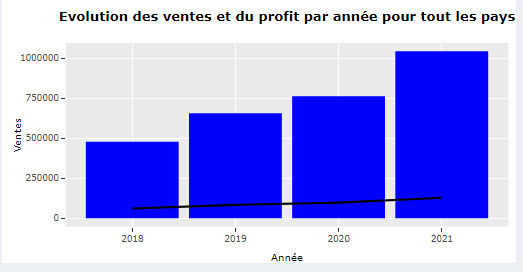 Evolution des ventes et du profit par année pour tout les pays
1000000
750000
500000
250000
0
Ventes
2018 2019 2020 2021
Année